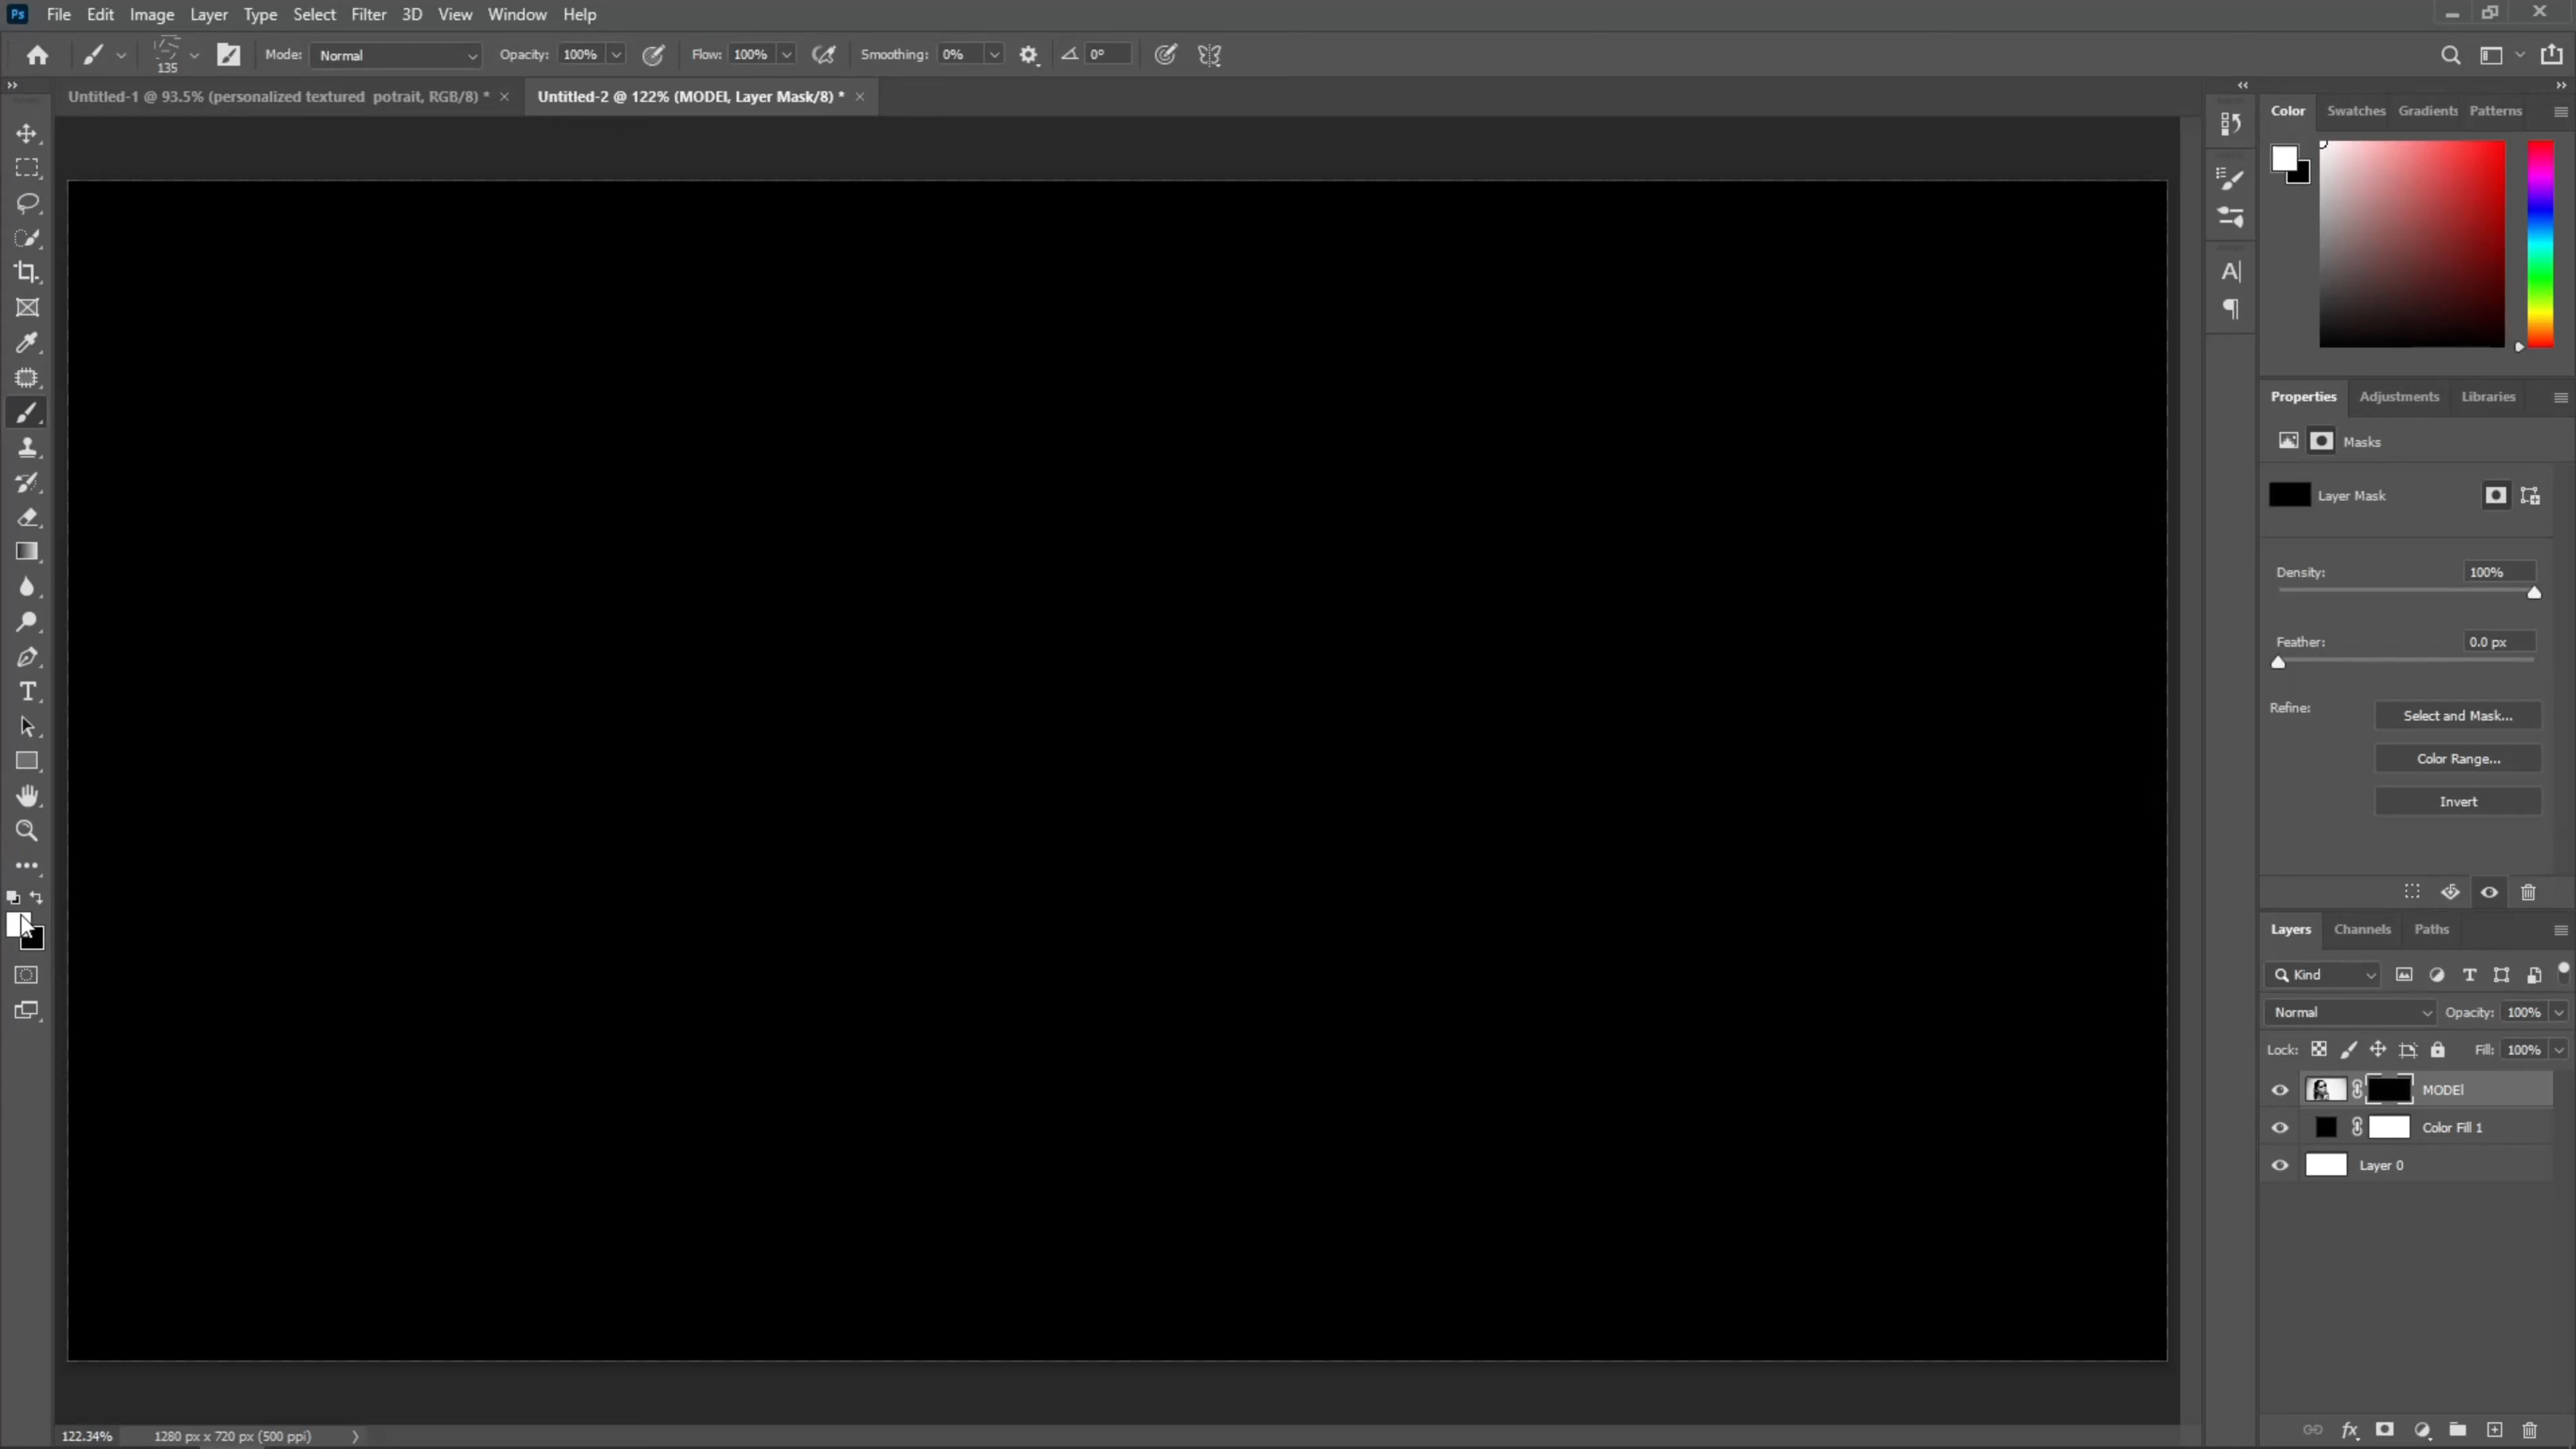 Ps File Edit Image Layer Type Select Filter 3D View Window Help
135 Mode: Normal Opacity: 100% Flow: 100% Smoothing: 0% 0°
Untitled-1 @ 93.5% (personalized textured potrait, RGB/8) * × Untitled-2 @ 122% (MODEl, Layer Mask/8) * ×
Color Swatches Gradients Patterns
Properties Adjustments Libraries
Masks
Layer Mask
Density: 100%
Feather: 0.0 px
Refine: Select and Mask...
Color Range...
Invert
Layers Channels Paths
Kind
Normal Opacity: 100%
Lock: Fill: 100%
MODEl
Color Fill 1
Layer 0
122.34% 1280 px x 720 px (500 ppi)